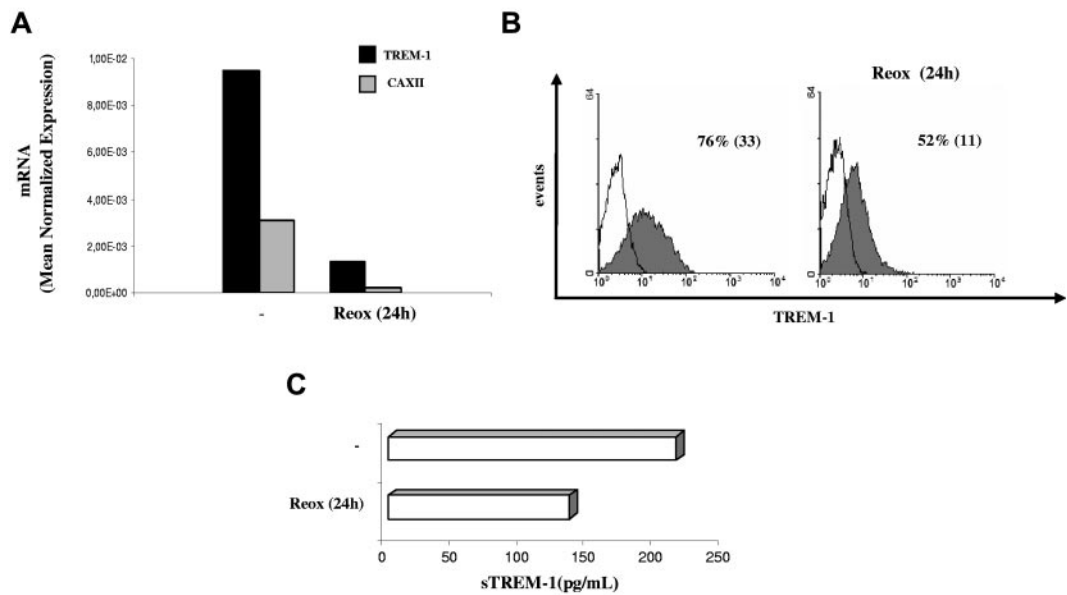 A
mRNA
(Mean Normalized Expression)
1,00E-02
8,00E-03
6,00E-03
4,00E-03
2,00E-03
0,00E+00
TREM-1
CAXII
-
Reox (24h)
B
events
64
0
76% (33)
10⁰
10¹
10²
10³
10⁴
Reox (24h)
64
0
52% (11)
10⁰
10¹
10²
10³
10⁴
TREM-1
C
-
Reox (24h)
0
50
100
150
200
250
sTREM-1(pg/mL)